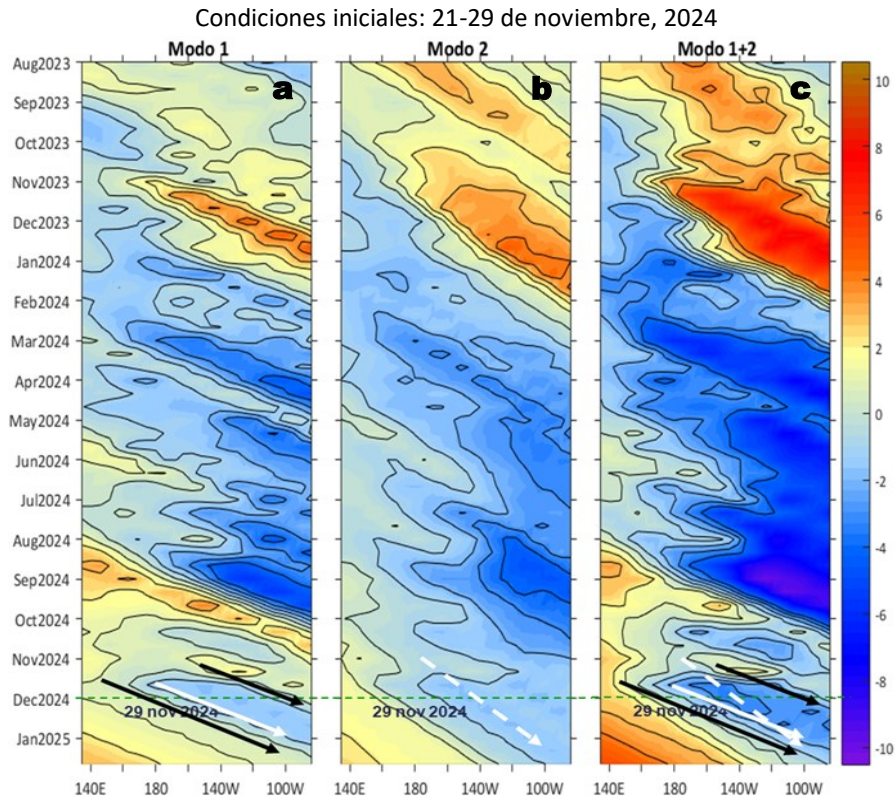 Condiciones iniciales: 21-29 de noviembre, 2024
Modo 1 Modo 2 Modo 1+2
a b c
Aug2023
Sep2023
Oct2023
Nov2023
Dec2023
Jan2024
Feb2024
Mar2024
Apr2024
May2024
Jun2024
Jul2024
Aug2024
Sep2024
Oct2024
Nov2024
Dec2024
Jan2025
29 nov 2024 29 nov 2024 29 nov 2024
140E 180 140W 100W 140E 180 140W 100W 140E 180 140W 100W
10
8
6
4
2
0
-2
-4
-6
-8
-10